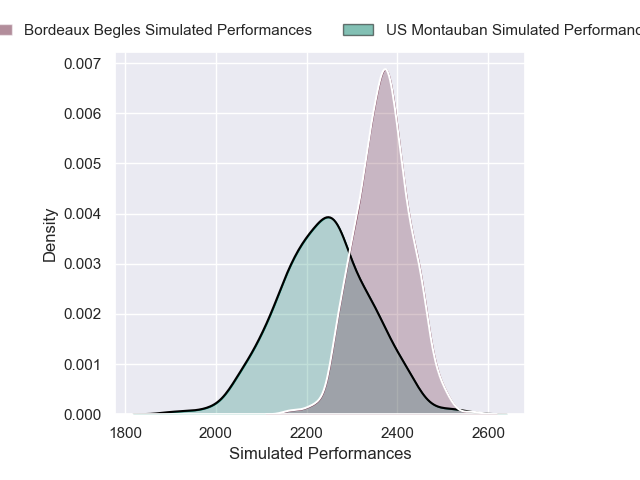 Bordeaux Begles Simulated Performances
US Montauban Simulated
0.007
0.006
0.005
0.004
0.003
0.002
0.001
0.000
Density
1800 2000 2200 2400 2600
Simulated Performances